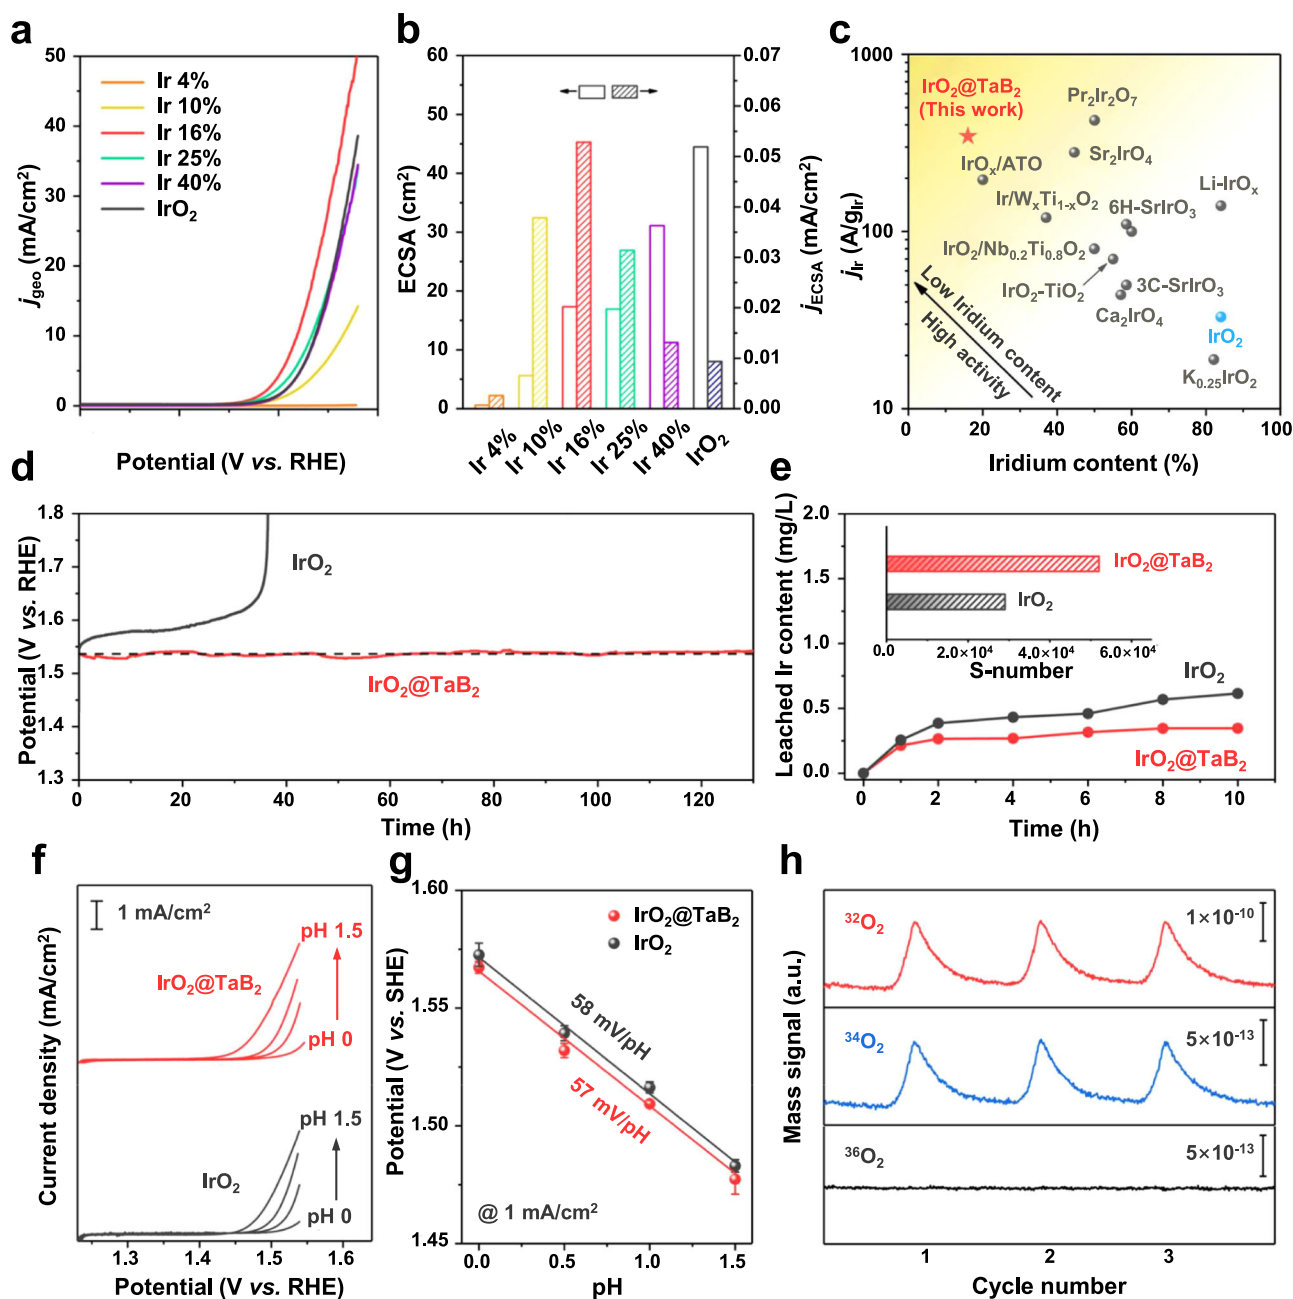 a
50
40
30
20
10
0
j_geo (mA/cm²)
Ir 4%
Ir 10%
Ir 16%
Ir 25%
Ir 40%
IrO₂
Potential (V vs. RHE)
b
60
50
40
30
20
10
0
ECSA (cm²)
0.07
0.06
0.05
0.04
0.03
0.02
0.01
0.00
j_ECSA (mA/cm²)
Ir 4%
Ir 10%
Ir 16%
Ir 25%
Ir 40%
IrO₂
c
1000
100
10
j_Ir (A/g_Ir)
IrO₂@TaB₂
(This work)
Pr₂Ir₂O₇
Sr₂IrO₄
IrOₓ/ATO
Li-IrOₓ
Ir/WₓTi₁₋ₓO₂
6H-SrIrO₃
IrO₂/Nb₀.₂Ti₀.₈O₂
IrO₂-TiO₂
3C-SrIrO₃
Ca₂IrO₄
IrO₂
K₀.₂₅IrO₂
Low Iridium content
High activity
0 20 40 60 80 100
Iridium content (%)
d
1.8
1.7
1.6
1.5
1.4
1.3
Potential (V vs. RHE)
IrO₂
IrO₂@TaB₂
0 20 40 60 80 100 120
Time (h)
e
2.0
1.5
1.0
0.5
0.0
Leached Ir content (mg/L)
IrO₂@TaB₂
IrO₂
0.0 2.0×10⁴ 4.0×10⁴ 6.0×10⁴
S-number
IrO₂
IrO₂@TaB₂
0 2 4 6 8 10
Time (h)
f
1 mA/cm²
Current density (mA/cm²)
pH 1.5
IrO₂@TaB₂
pH 0
pH 1.5
IrO₂
pH 0
1.3 1.4 1.5 1.6
Potential (V vs. RHE)
g
1.60
1.55
1.50
1.45
Potential (V vs. SHE)
IrO₂@TaB₂
IrO₂
58 mV/pH
57 mV/pH
@ 1 mA/cm²
0.0 0.5 1.0 1.5
pH
h
Mass signal (a.u.)
³²O₂
1×10⁻¹⁰
³⁴O₂
5×10⁻¹³
³⁶O₂
5×10⁻¹³
1 2 3
Cycle number